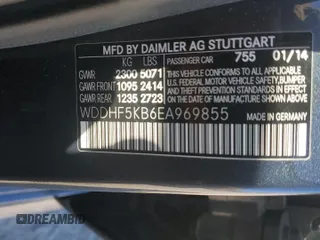 MFD BY DAIMLER AG STUTTGART
KG LBS PASSENGER CAR 755 01/14
GVWR 2300 5071 THIS VEHICLE CONFORMS TO ALL APPLICABLE
GAWR FRONT 1095 2414 U.S. FEDERAL MOTOR VEHICLE SAFETY,BUMPER
GAWR REAR 1235 2723 AND THEFT PREVENTION STANDARDS IN EFFECT
WDDHF5KB6EA969855 ON THE DATE OF MANUFACTURE SHOWN ABOVE.
MADE IN GERMANY
DREAMBID